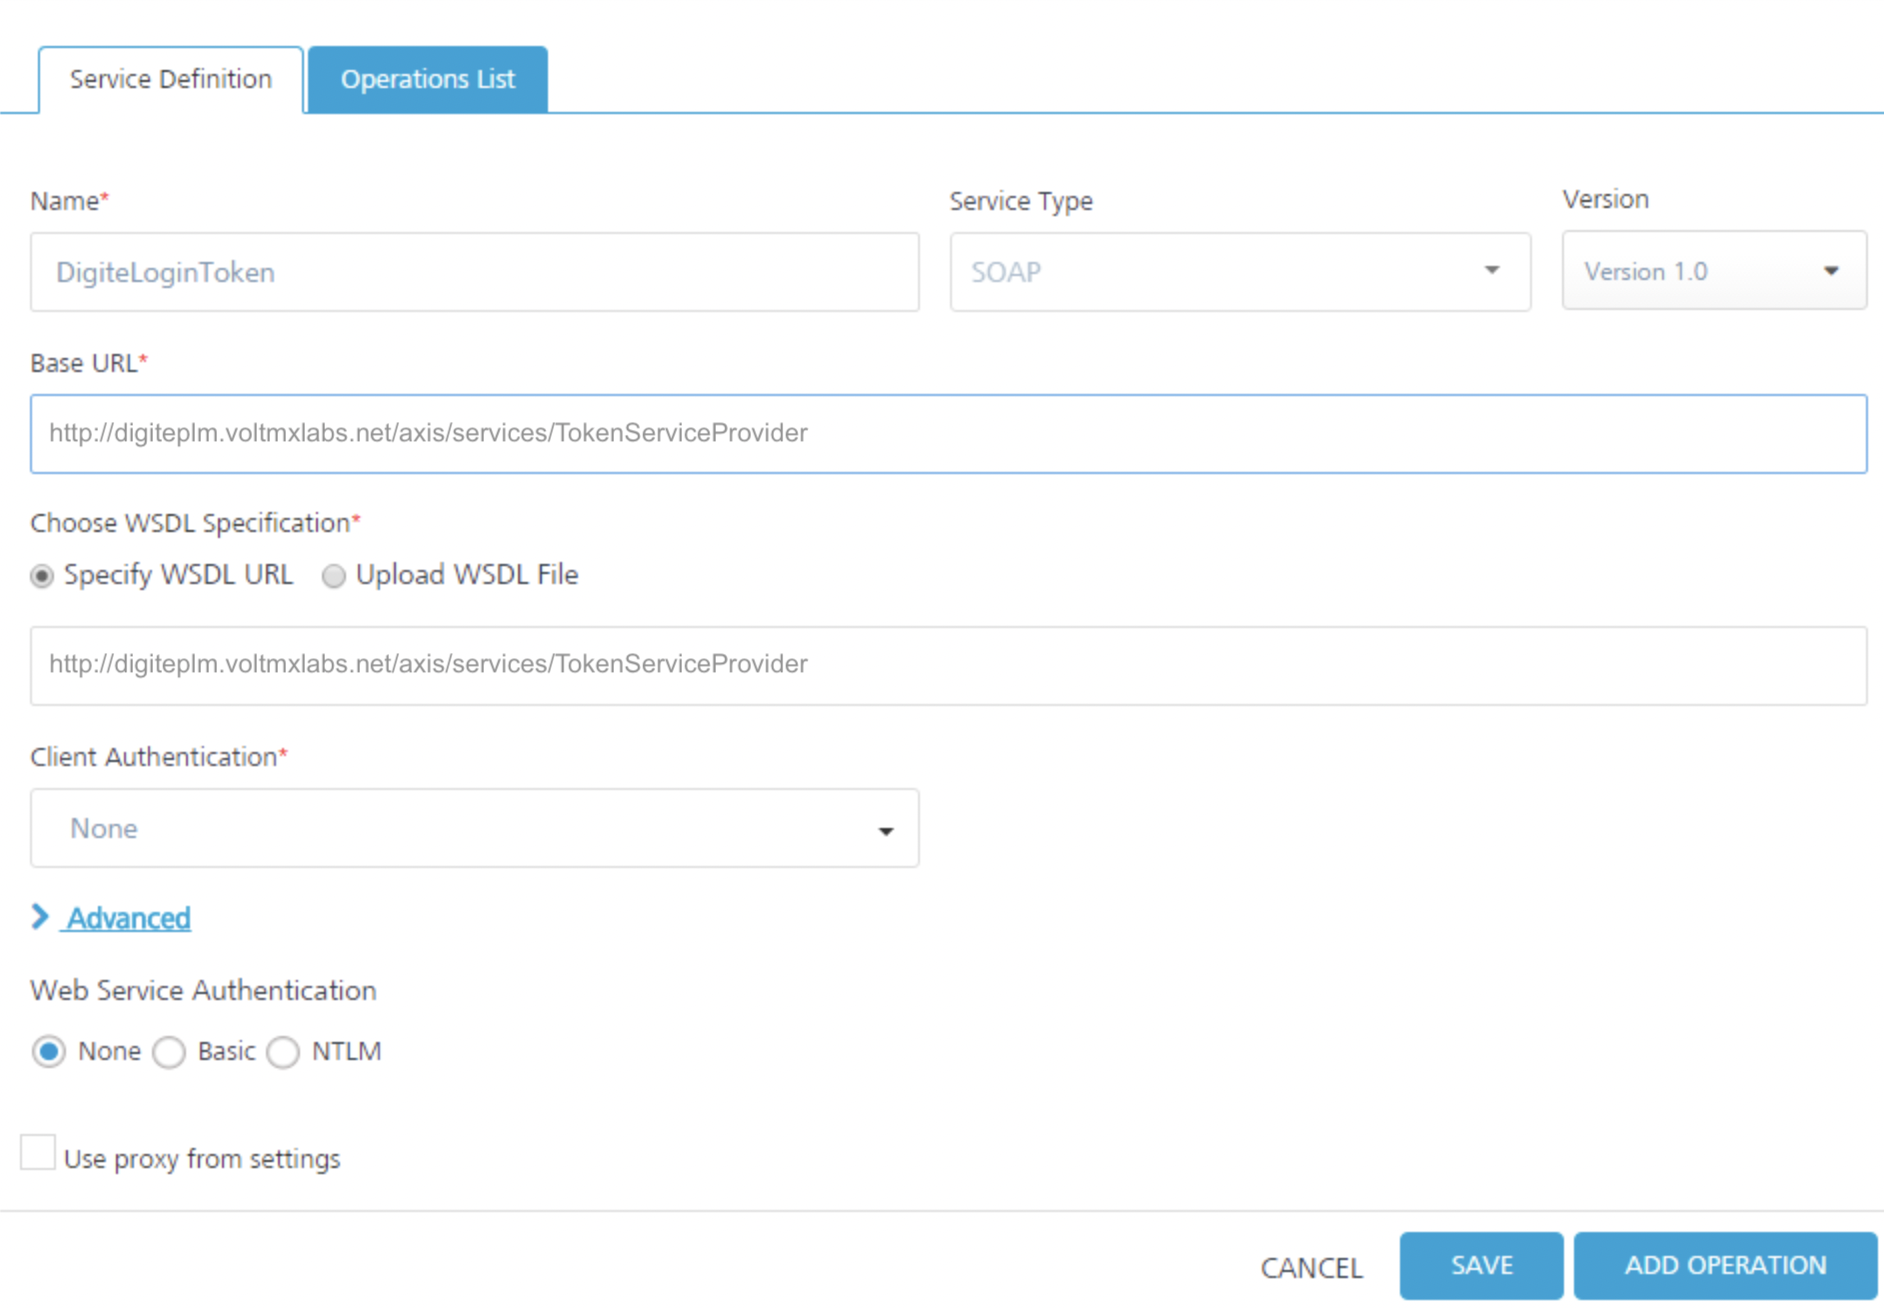 Service Definition Operations List
Name* Service Type Version
DigiteLoginToken SOAP Version 1.0
Base URL*
http://digiteplm.voltmxlabs.net/axis/services/TokenServiceProvider
Choose WSDL Specification*
Specify WSDL URL Upload WSDL File
http://digiteplm.voltmxlabs.net/axis/services/TokenServiceProvider
Client Authentication*
None
Advanced
Web Service Authentication
None Basic NTLM
Use proxy from settings
CANCEL SAVE ADD OPERATION